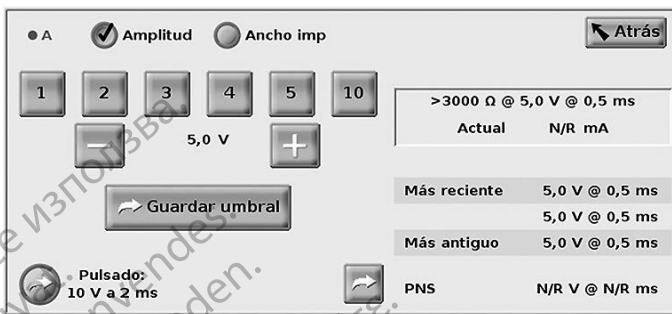 A Amplitud Ancho imp Atrás
1 2 3 4 5 10
>3000 Ω @ 5,0 V @ 0,5 ms
Actual N/R mA
5,0 V
Guardar umbral
Más reciente 5,0 V @ 0,5 ms
5,0 V @ 0,5 ms
Más antiguo 5,0 V @ 0,5 ms
Pulsado:
10 V a 2 ms
PNS N/R V @ N/R ms
използва.